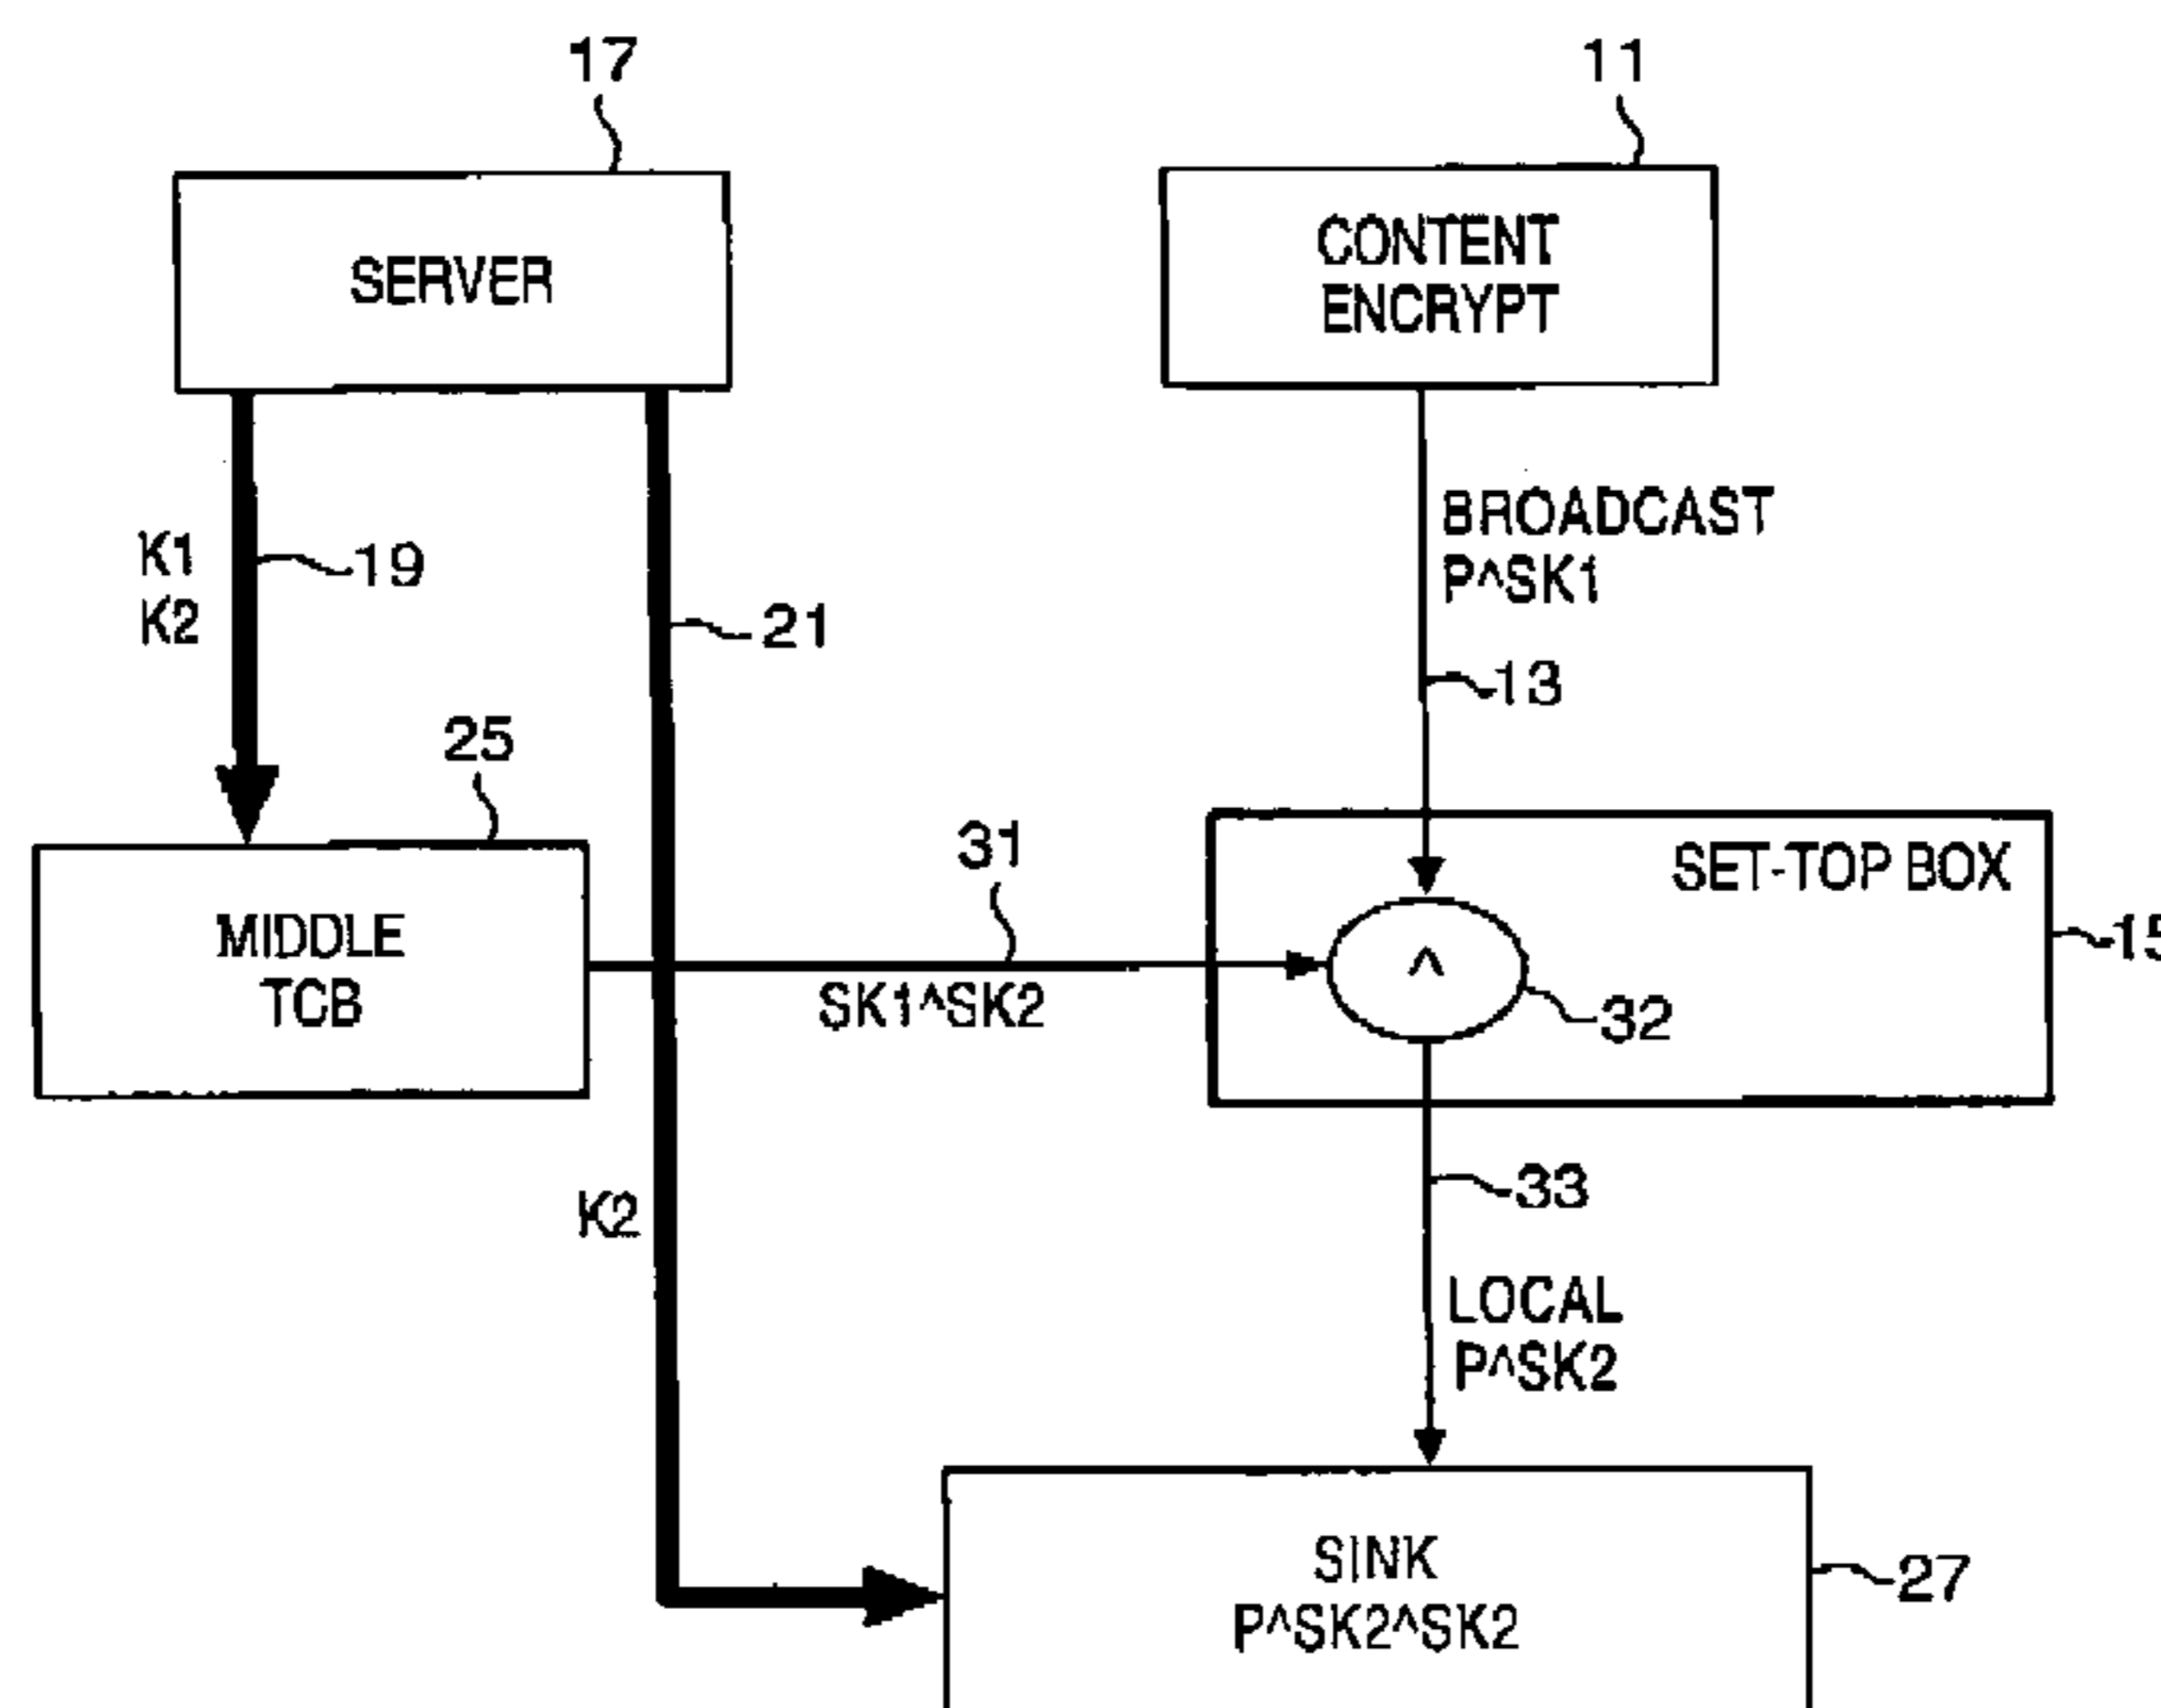 17
11
SERVER
CONTENT
ENCRYPT
K1
K2
19
21
BROADCAST
P^SK1
13
25
31
SET-TOP BOX
MIDDLE
TCB
SK1^SK2
^
15
32
K2
33
LOCAL
P^SK2
SINK
P^SK2^SK2
27